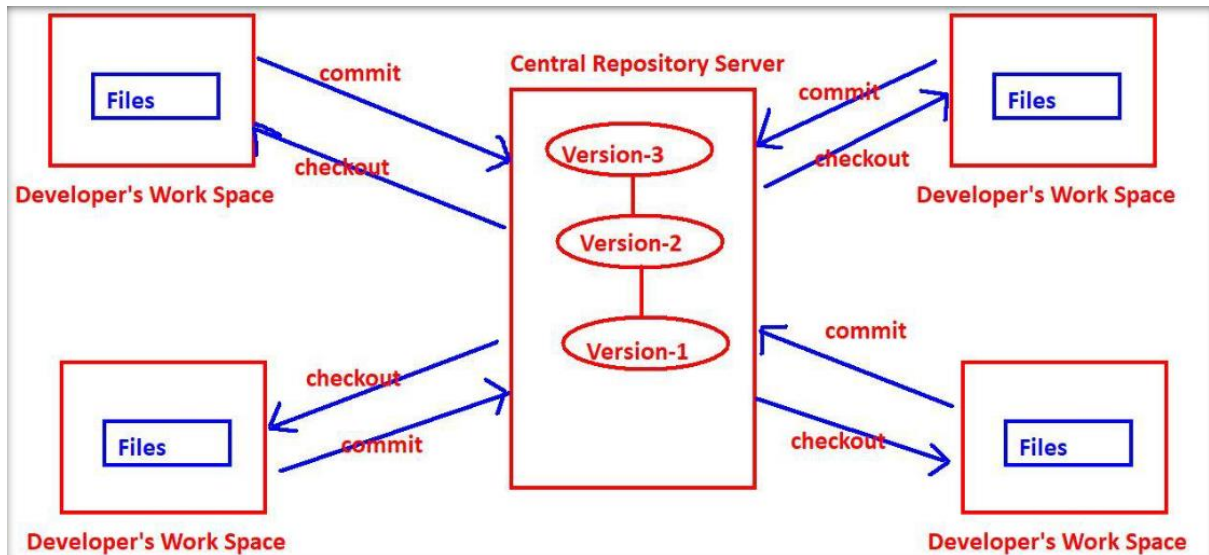 Files
commit
checkout
Developer's Work Space
Central Repository Server
Version-3
Version-2
Version-1
commit
Files
checkout
Developer's Work Space
checkout
Files
commit
Developer's Work Space
commit
Files
checkout
Developer's Work Space